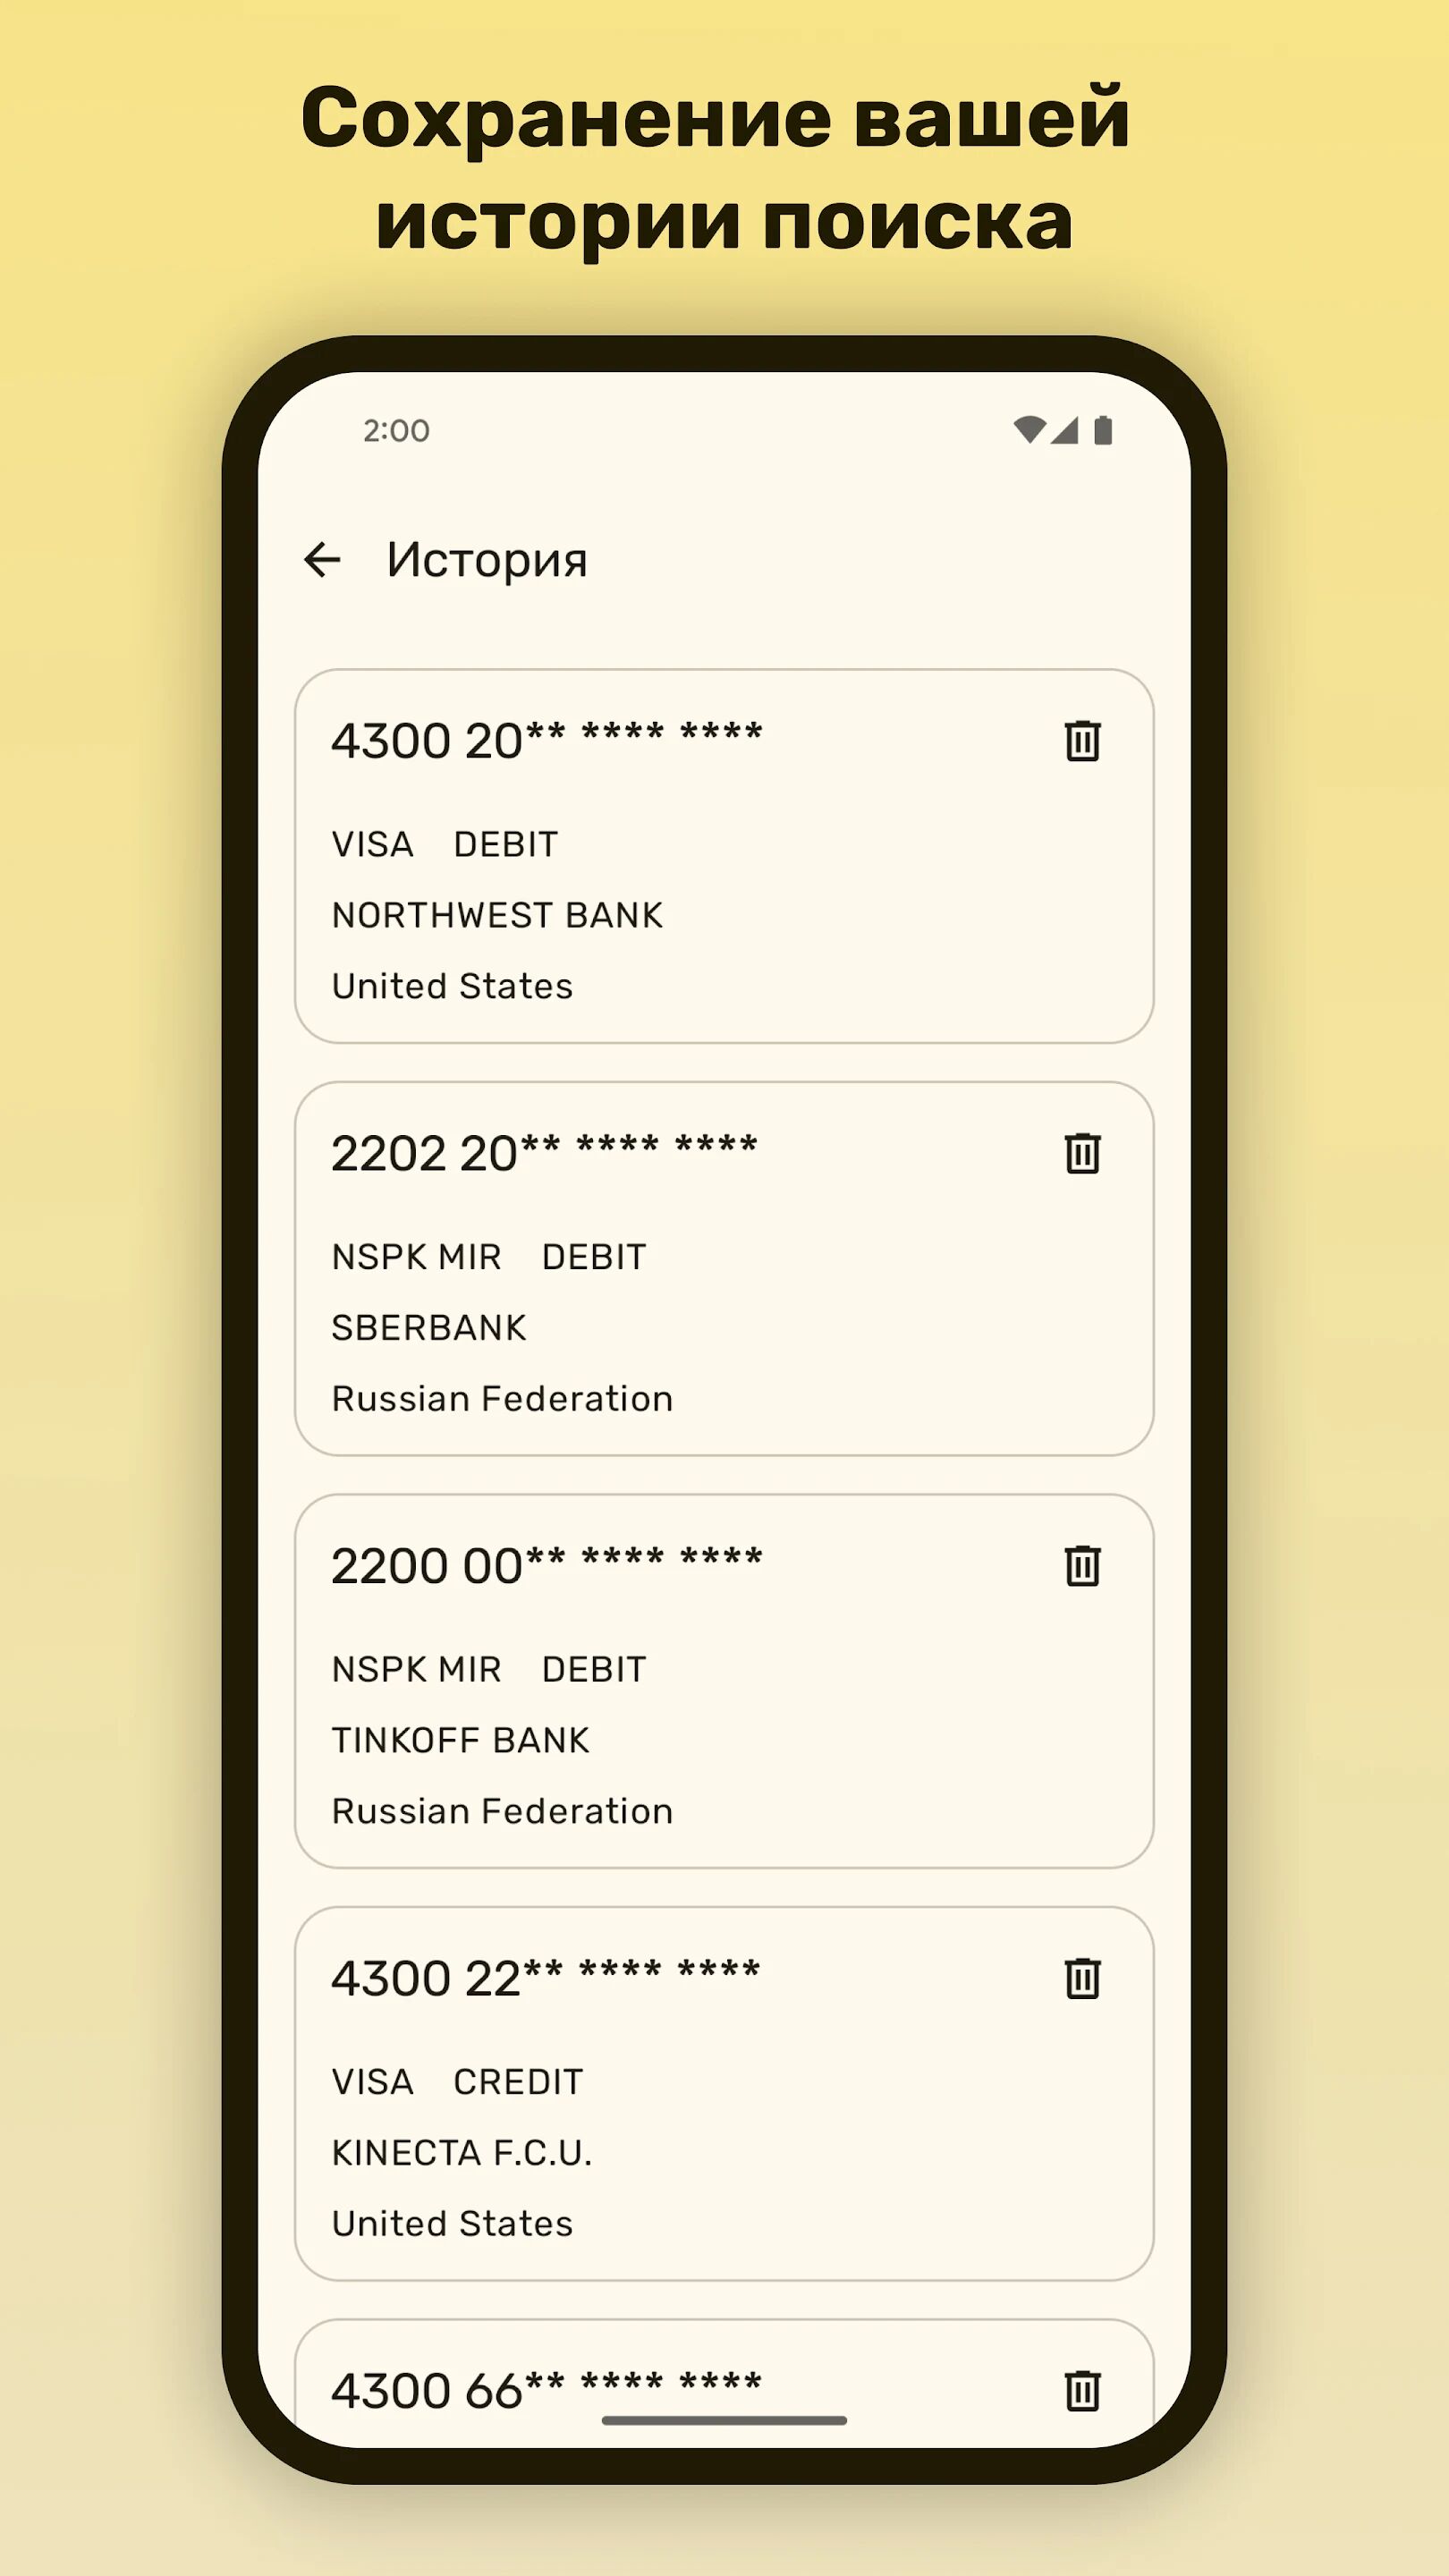 Сохранение вашей
истории поиска
2:00
История
4300 20** **** ****
VISA DEBIT
NORTHWEST BANK
United States
2202 20** **** ****
NSPK MIR DEBIT
SBERBANK
Russian Federation
2200 00** **** ****
NSPK MIR DEBIT
TINKOFF BANK
Russian Federation
4300 22** **** ****
VISA CREDIT
KINECTA F.C.U.
United States
4300 66** **** ****